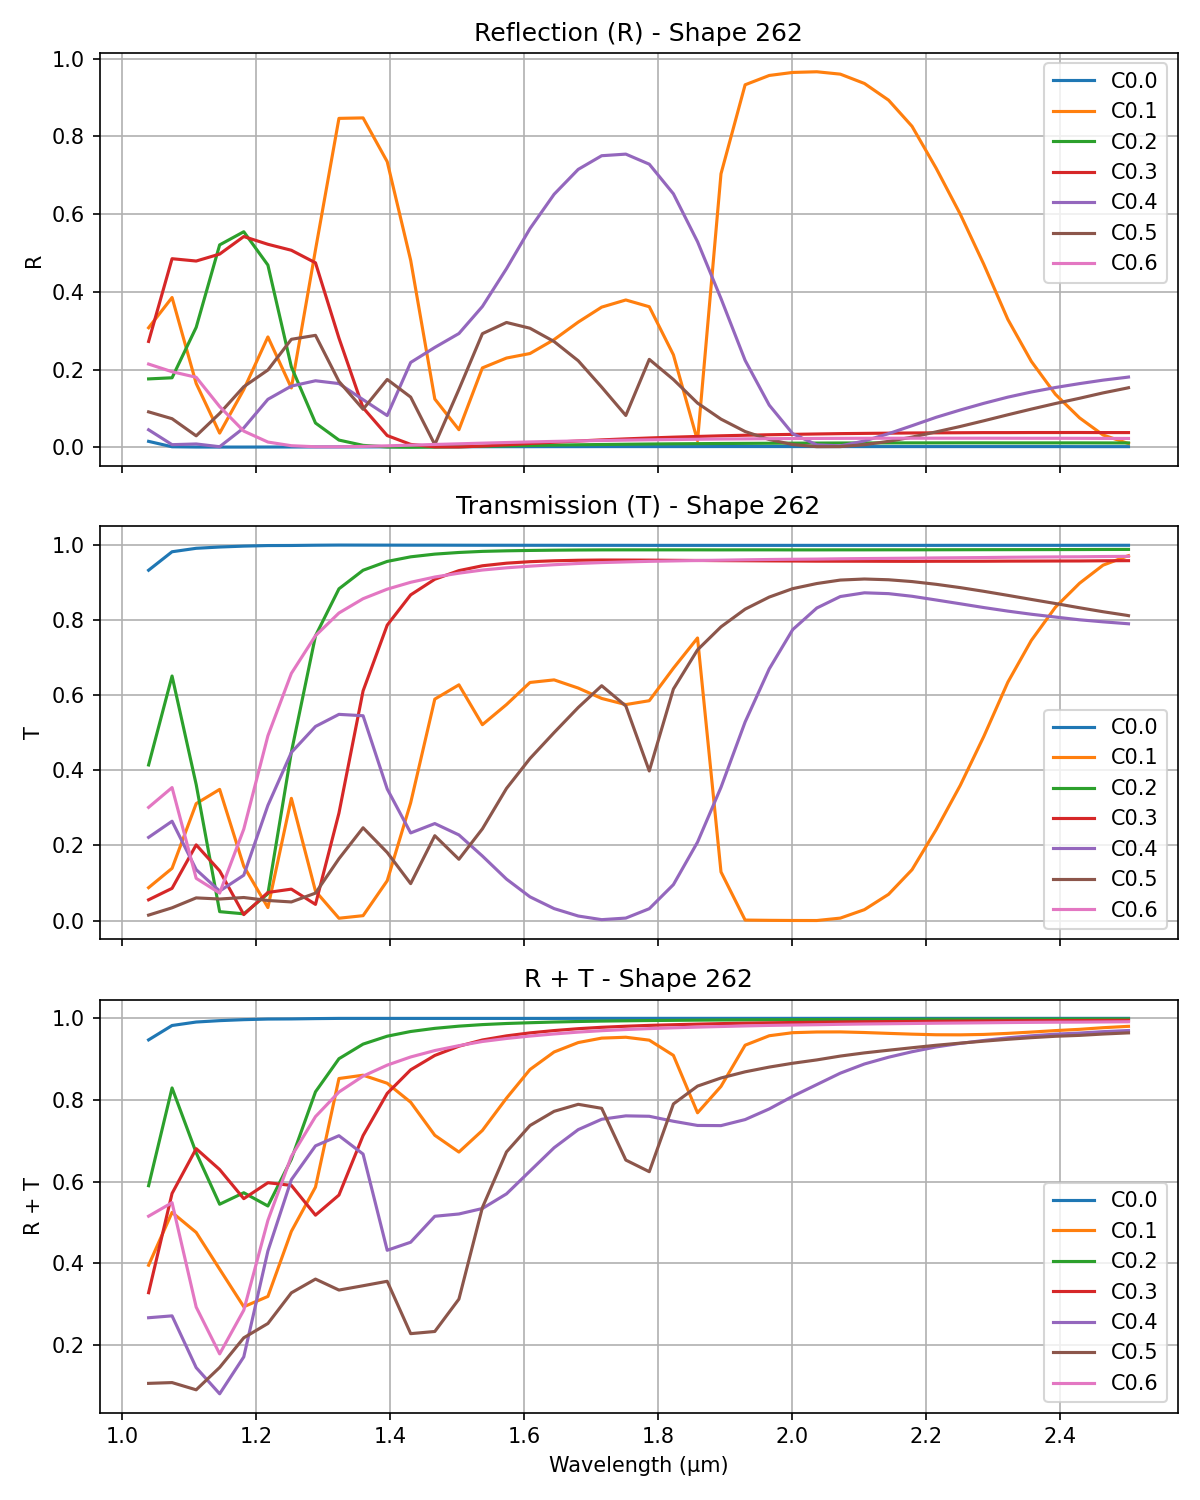 Reflection (R) - Shape 262
1.0
0.8
0.6
0.4
0.2
0.0
R
C0.0
C0.1
C0.2
C0.3
C0.4
C0.5
C0.6
Transmission (T) - Shape 262
1.0
0.8
0.6
0.4
0.2
0.0
T
C0.0
C0.1
C0.2
C0.3
C0.4
C0.5
C0.6
R + T - Shape 262
1.0
0.8
0.6
0.4
0.2
R + T
C0.0
C0.1
C0.2
C0.3
C0.4
C0.5
C0.6
1.0 1.2 1.4 1.6 1.8 2.0 2.2 2.4
Wavelength (μm)